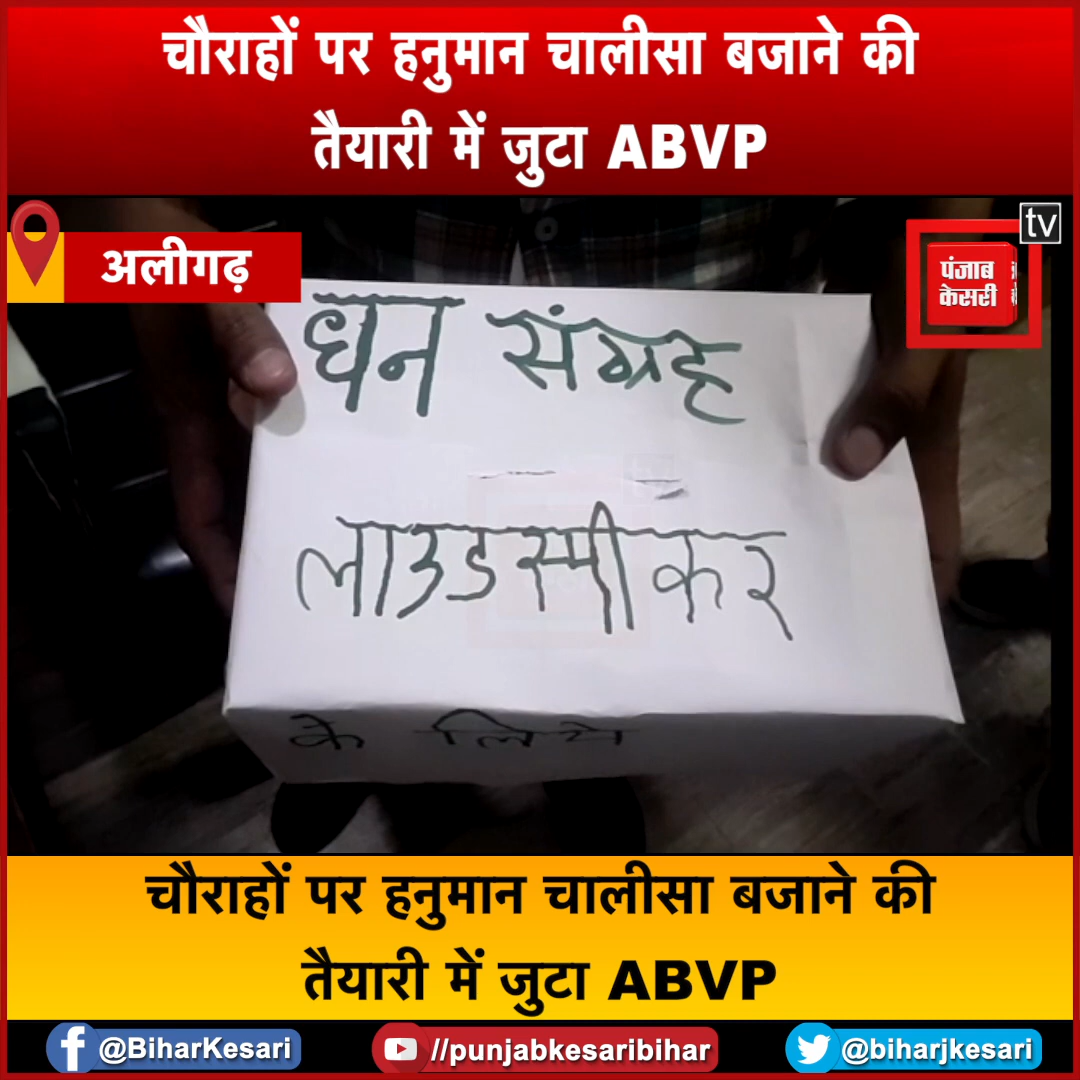 चौराहों पर हनुमान चालीसा बजाने की
तैयारी में जुटा ABVP
अलीगढ़
tv
पंजाब
केसरी
धन संग्रह
लाउडस्पीकर
के लिये
चौराहों पर हनुमान चालीसा बजाने की
तैयारी में जुटा ABVP
@BiharKesari
//punjabkesaribihar
@biharjkesari